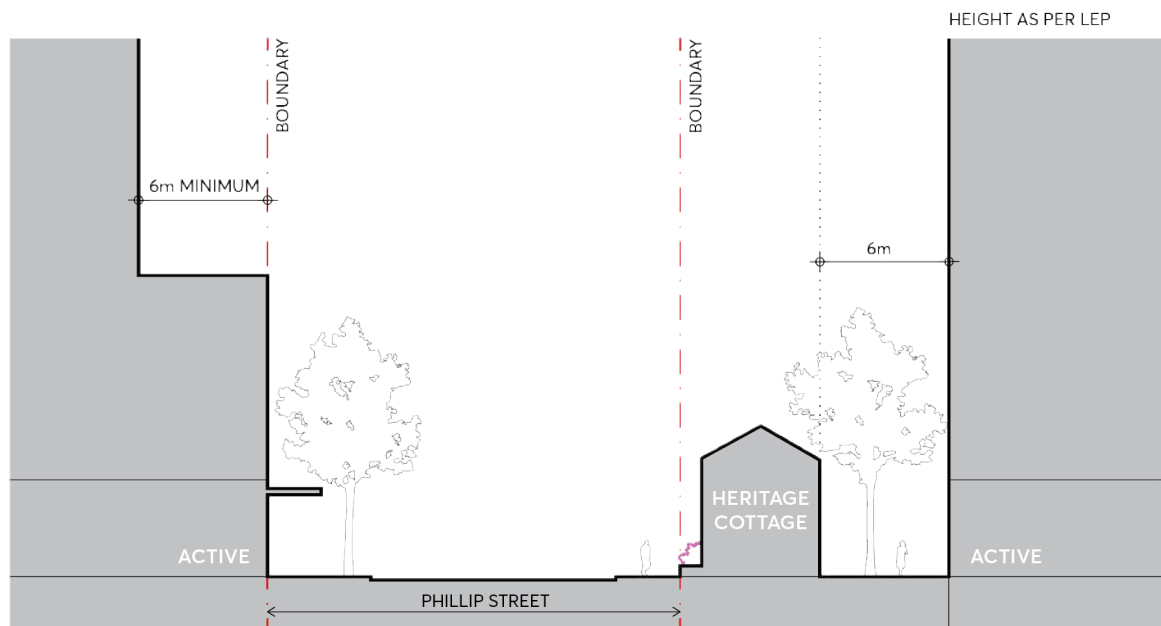 HEIGHT AS PER LEP
BOUNDARY
BOUNDARY
6m MINIMUM
6m
HERITAGE
COTTAGE
ACTIVE
ACTIVE
PHILLIP STREET